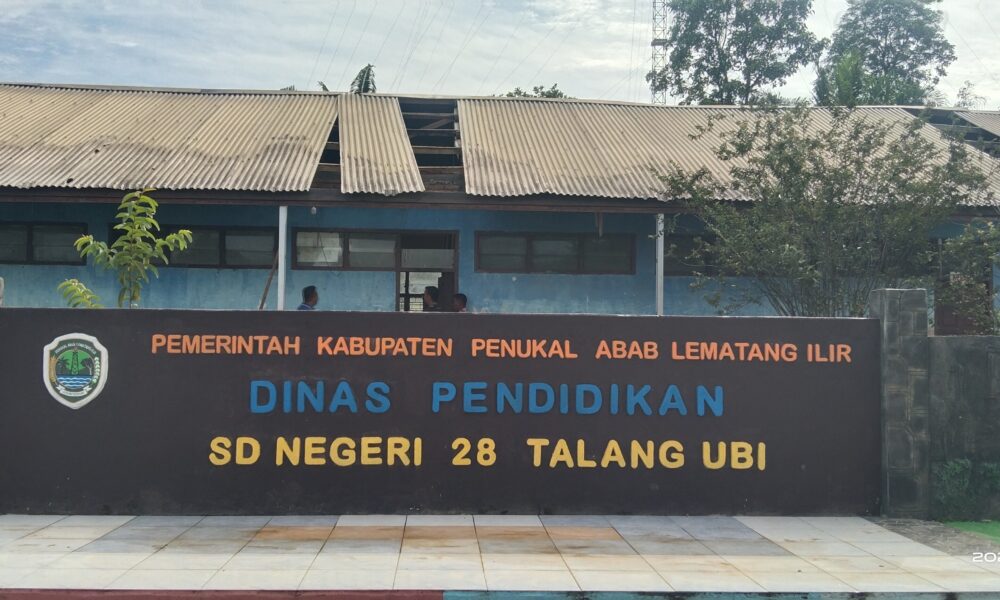 PEMERINTAH KABUPATEN PENUKAL ABAB LEMATANG ILIR
DINAS PENDIDIKAN
SD NEGERI 28 TALANG UBI